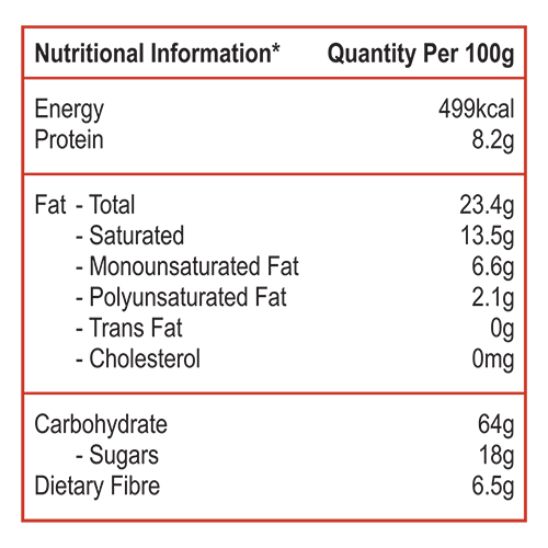 Nutritional Information* Quantity Per 100g
Energy 499kcal
Protein 8.2g
Fat - Total 23.4g
- Saturated 13.5g
- Monounsaturated Fat 6.6g
- Polyunsaturated Fat 2.1g
- Trans Fat 0g
- Cholesterol 0mg
Carbohydrate 64g
- Sugars 18g
Dietary Fibre 6.5g